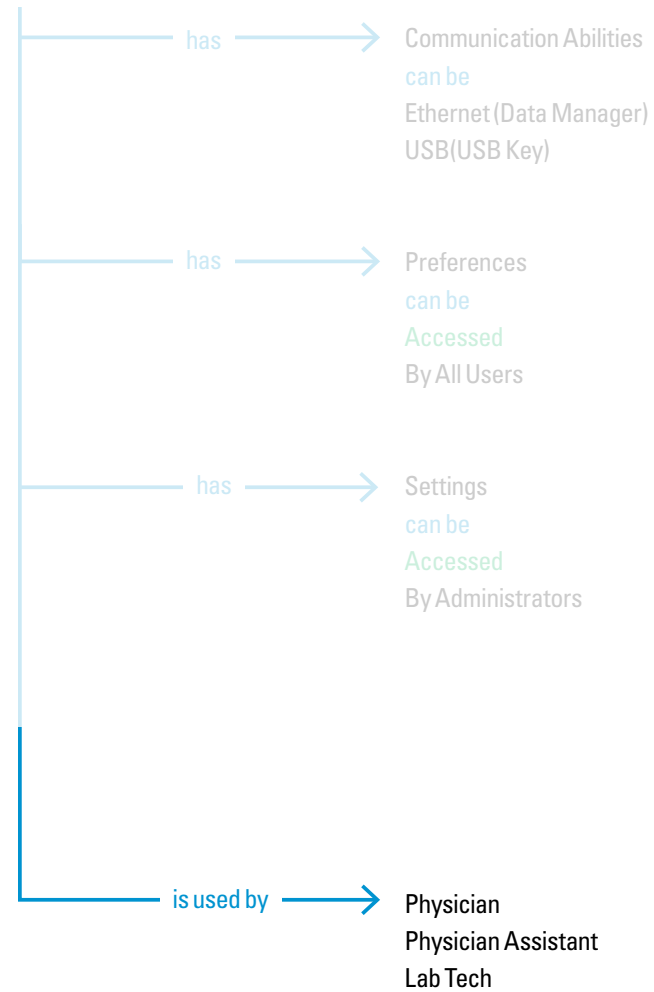 has
Communication Abilities
can be
Ethernet (Data Manager)
USB(USB Key)
has
Preferences
can be
Accessed
By All Users
has
Settings
can be
Accessed
By Administrators
is used by
Physician
Physician Assistant
Lab Tech